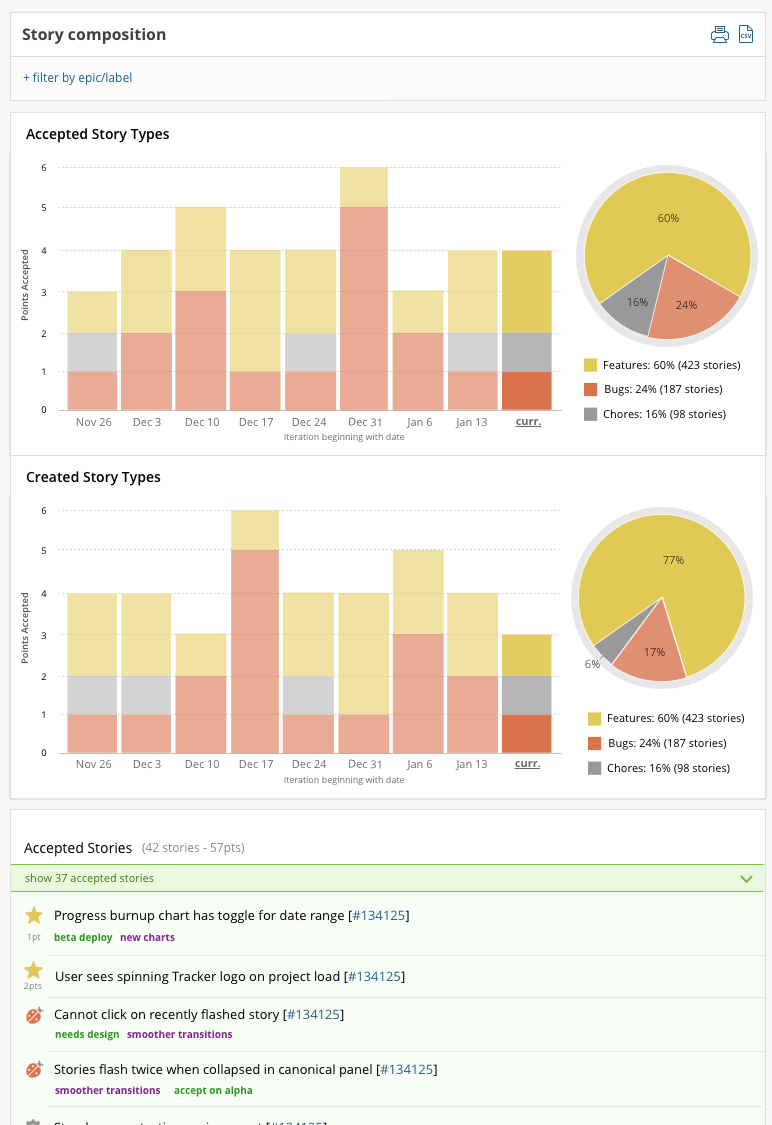 Story composition
CSV
+ filter by epic/label
Accepted Story Types
6
5
4
3
2
1
0
Points Accepted
Nov 26 Dec 3 Dec 10 Dec 17 Dec 24 Dec 31 Jan 6 Jan 13 curr.
Iteration beginning with date
60%
16%
24%
Features: 60% (423 stories)
Bugs: 24% (187 stories)
Chores: 16% (98 stories)
Created Story Types
6
5
4
3
2
1
0
Points Accepted
Nov 26 Dec 3 Dec 10 Dec 17 Dec 24 Dec 31 Jan 6 Jan 13 curr.
Iteration beginning with date
77%
17%
6%
Features: 60% (423 stories)
Bugs: 24% (187 stories)
Chores: 16% (98 stories)
Accepted Stories (42 stories - 57pts)
show 37 accepted stories
Progress burnup chart has toggle for date range [#134125]
1pt beta deploy new charts
User sees spinning Tracker logo on project load [#134125]
2pts
Cannot click on recently flashed story [#134125]
needs design smoother transitions
Stories flash twice when collapsed in canonical panel [#134125]
smoother transitions accept on alpha